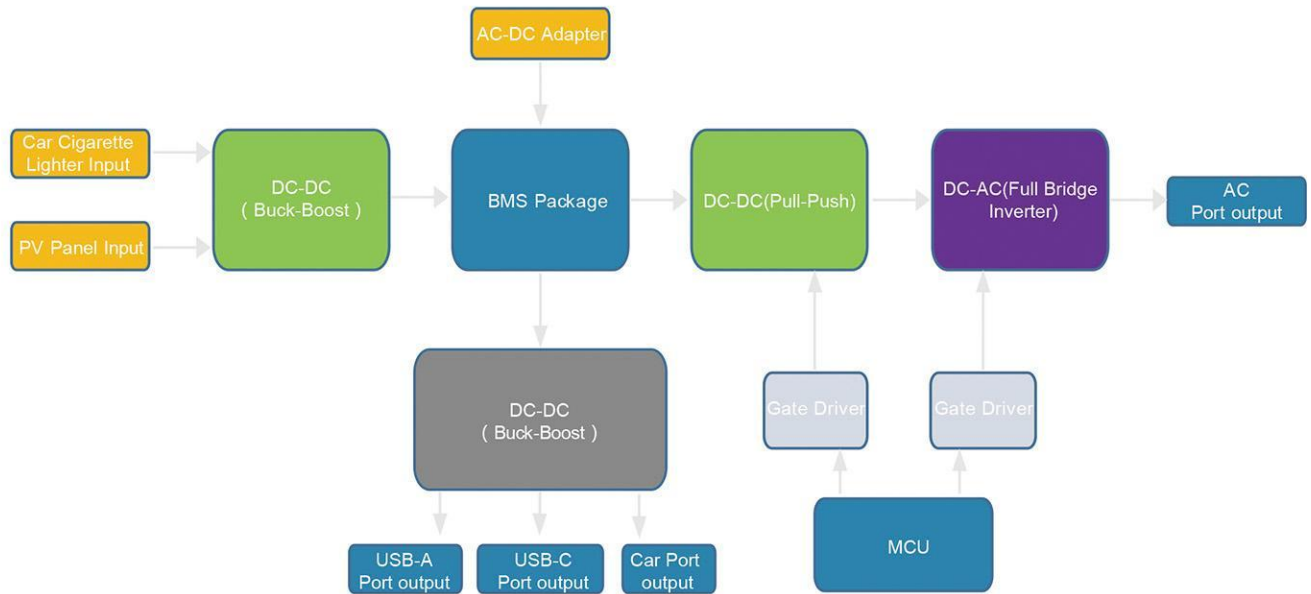 AC-DC Adapter
Car Cigarette
Lighter Input
PV Panel Input
DC-DC
( Buck-Boost )
BMS Package
DC-DC(Pull-Push)
DC-AC(Full Bridge
Inverter)
AC
Port output
DC-DC
( Buck-Boost )
Gate Driver
Gate Driver
MCU
USB-A
Port output
USB-C
Port output
Car Port
output